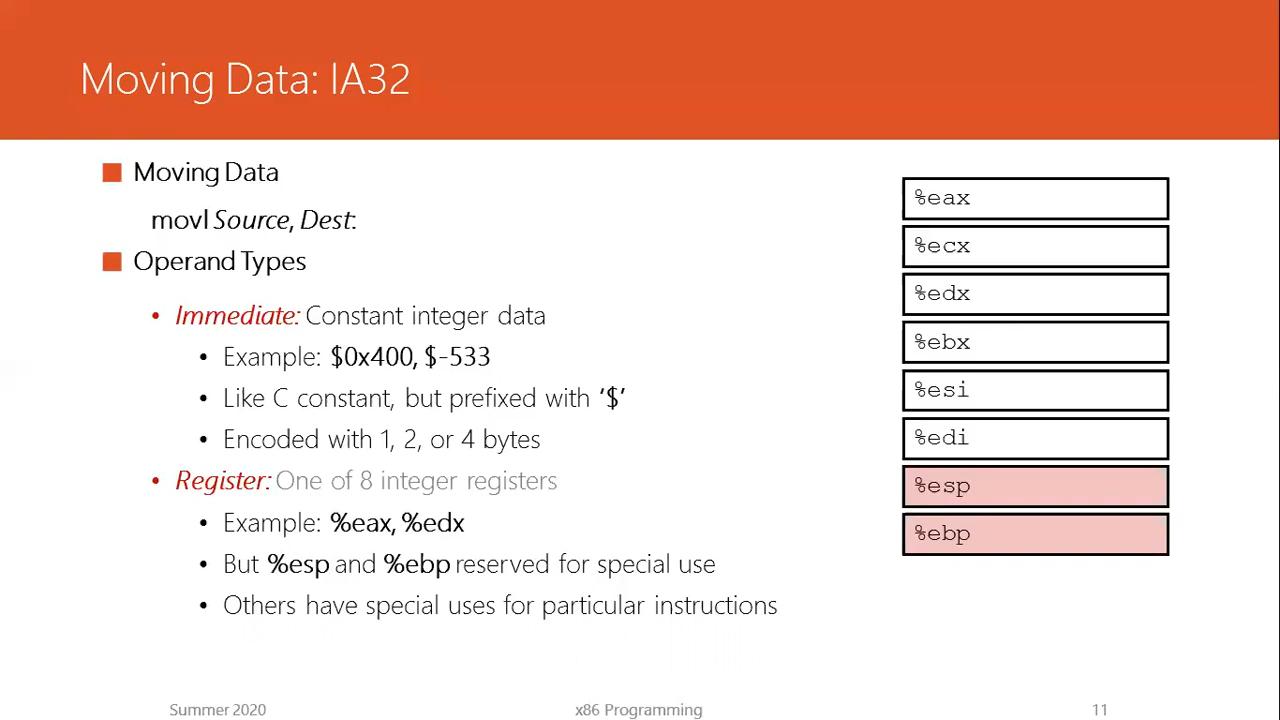 Moving Data: IA32
Moving Data
movl Source, Dest:
Operand Types
Immediate: Constant integer data
Example: $0x400, $-533
Like C constant, but prefixed with ‘$’
Encoded with 1, 2, or 4 bytes
Register: One of 8 integer registers
Example: %eax, %edx
But %esp and %ebp reserved for special use
Others have special uses for particular instructions
%eax
%ecx
%edx
%ebx
%esi
%edi
%esp
%ebp
Summer 2020
x86 Programming
11